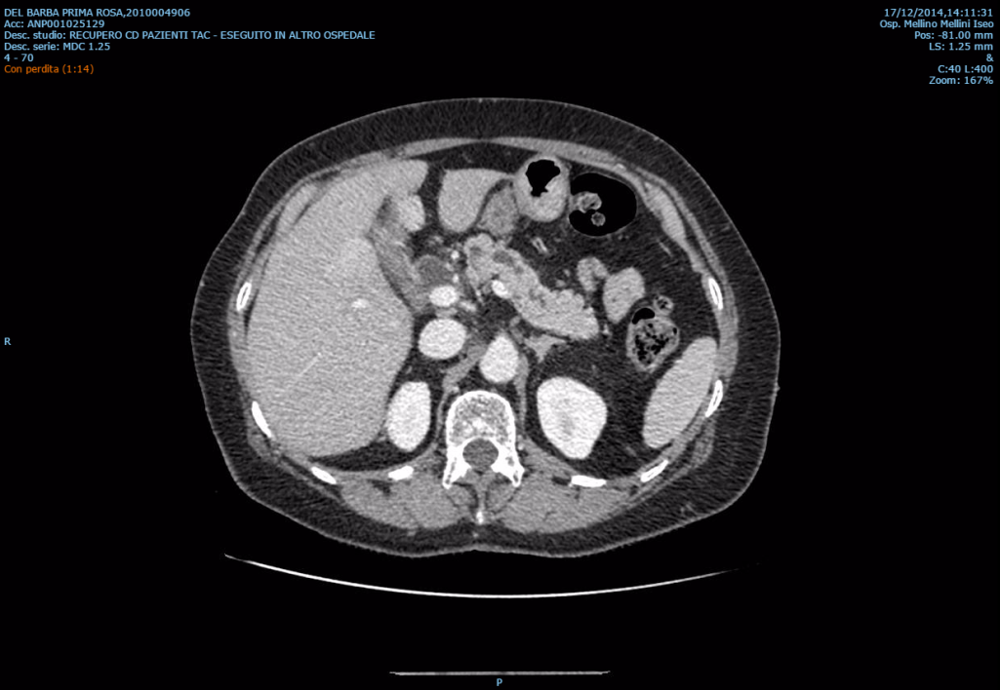 DEL BARBA PRIMA ROSA,2010004906
Acc: ANP001025129
Desc. studio: RECUPERO CD PAZIENTI TAC - ESEGUITO IN ALTRO OSPEDALE
Desc. serie: MDC 1.25
4 - 70
Con perdita (1:14)
17/12/2014,14:11:31
Osp. Mellino Mellini Iseo
Pos: -81.00 mm
LS: 1.25 mm
&
C:40 L:400
Zoom: 167%
R
P